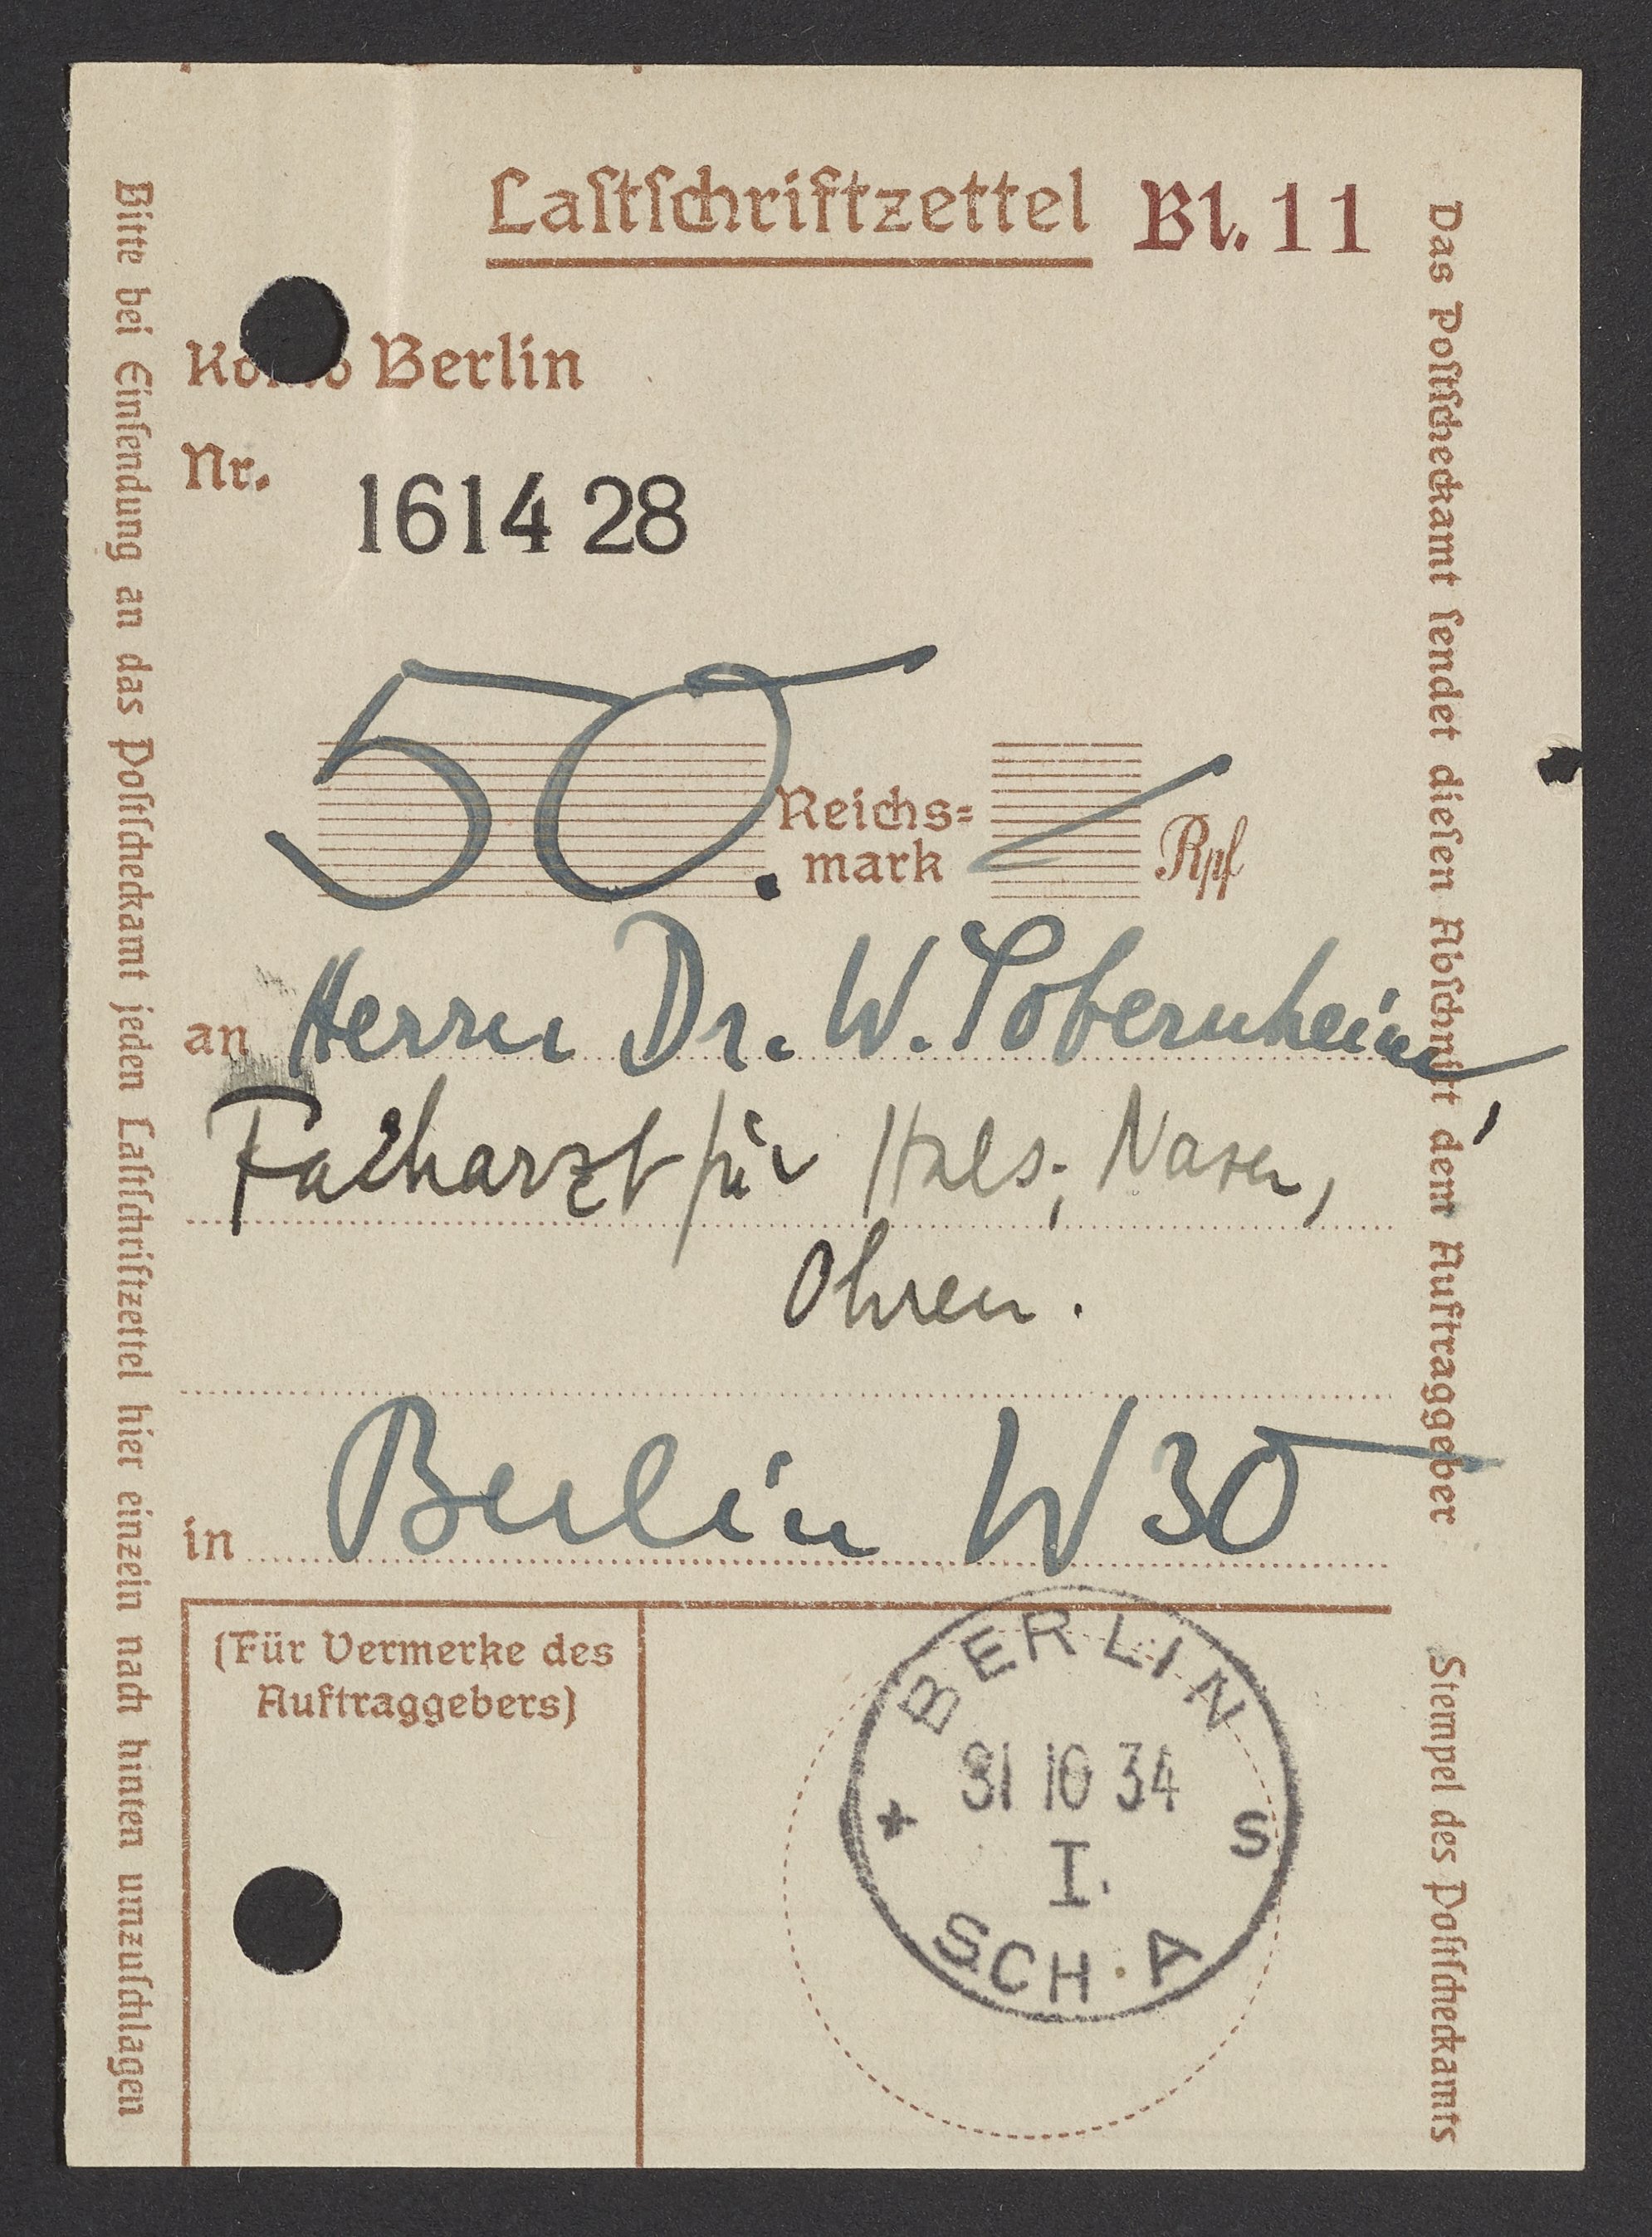 Lastschriftzettel Bl. 11
Konto Berlin
Nr. 1614 28
50.- Reichs=
mark - Rpf
an Herrn Dr. W. Sobernheim,
Facharzt für Hals-, Nasen,
Ohren.
in Berlin W 30
(Für Vermerke des
Auftraggebers)
BERLIN
31 10 34
* S
I.
SCH.A
Bitte bei Einsendung an das Postscheckamt jeden Lastschriftzettel hier einzeln nach hinten umzuschlagen
Das Postscheckamt sendet diesen Abschnitt dem Auftraggeber
Stempel des Postscheckamts